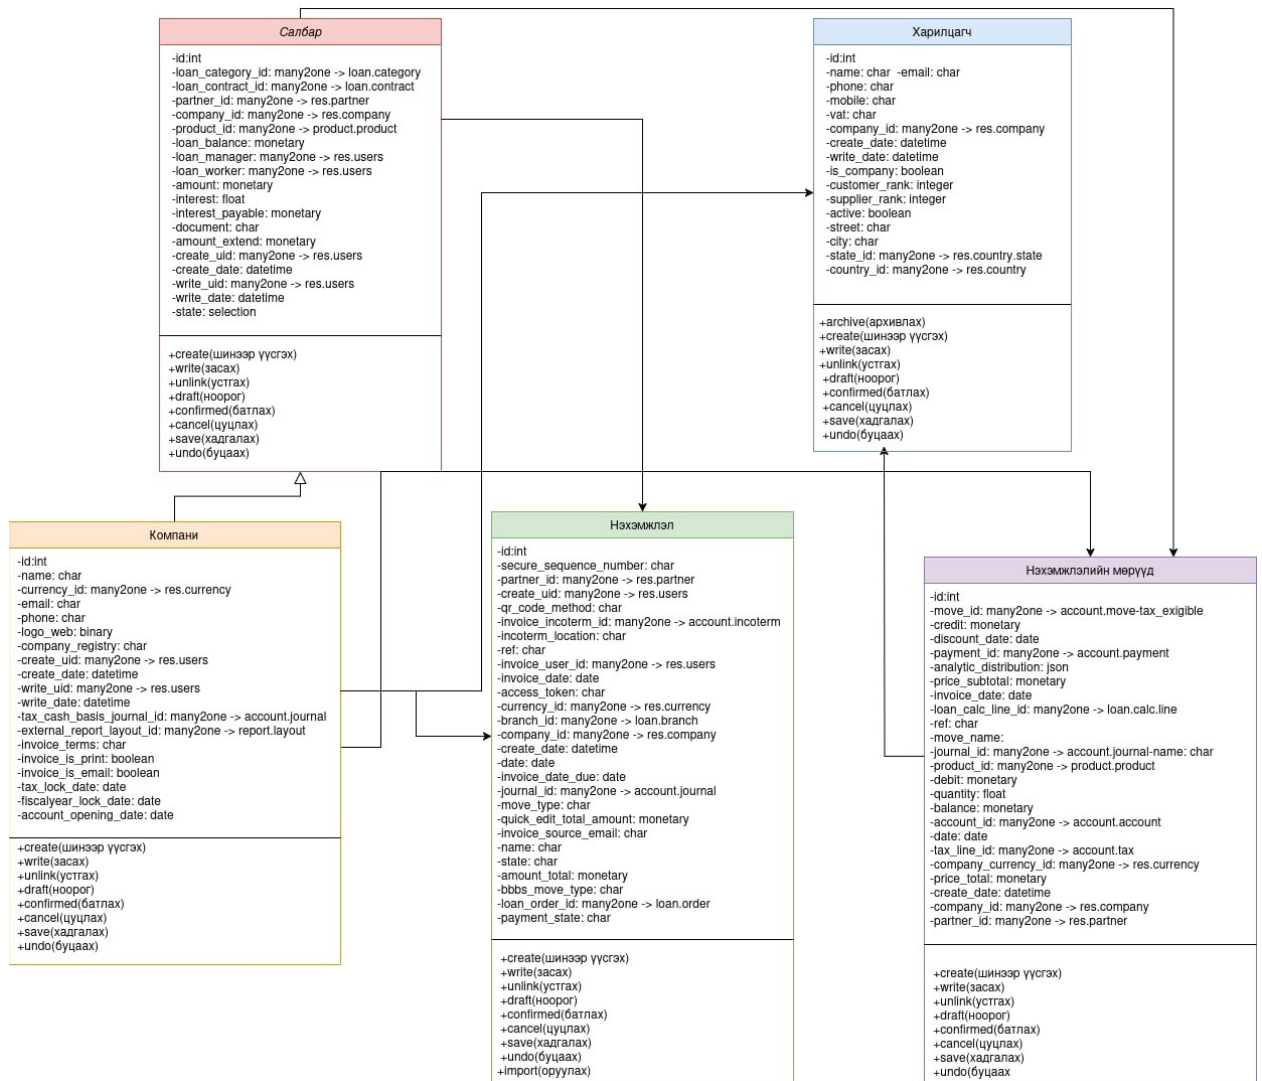 Салбар
-id:int
-loan_category_id: many2one -> loan.category
-loan_contract_id: many2one -> loan.contract
-partner_id: many2one -> res.partner
-company_id: many2one -> res.company
-product_id: many2one -> product.product
-loan_balance: monetary
-loan_manager: many2one -> res.users
-loan_worker: many2one -> res.users
-amount: monetary
-interest: float
-interest_payable: monetary
-document: char
-amount_extend: monetary
-create_uid: many2one -> res.users
-create_date: datetime
-write_uid: many2one -> res.users
-write_date: datetime
-state: selection
+create(шинээр үүсгэх)
+write(засах)
+unlink(устгах)
+draft(ноорог)
+confirmed(батлах)
+cancel(цуцлах)
+save(хадгалах)
+undo(буцаах)
Харилцагч
-id:int
-name: char -email: char
-phone: char
-mobile: char
-vat: char
-company_id: many2one -> res.company
-create_date: datetime
-write_date: datetime
-is_company: boolean
-customer_rank: integer
-supplier_rank: integer
-active: boolean
-street: char
-city: char
-state_id: many2one -> res.country.state
-country_id: many2one -> res.country
+archive(архивлах)
+create(шинээр үүсгэх)
+write(засах)
+unlink(устгах)
+draft(ноорог)
+confirmed(батлах)
+cancel(цуцлах)
+save(хадгалах)
+undo(буцаах)
Компани
-id:int
-name: char
-currency_id: many2one -> res.currency
-email: char
-phone: char
-logo_web: binary
-company_registry: char
-create_uid: many2one -> res.users
-create_date: datetime
-write_uid: many2one -> res.users
-write_date: datetime
-tax_cash_basis_journal_id: many2one -> account.journal
-external_report_layout_id: many2one -> report.layout
-invoice_terms: char
-invoice_is_print: boolean
-invoice_is_email: boolean
-tax_lock_date: date
-fiscalyear_lock_date: date
-account_opening_date: date
+create(шинээр үүсгэх)
+write(засах)
+unlink(устгах)
+draft(ноорог)
+confirmed(батлах)
+cancel(цуцлах)
+save(хадгалах)
+undo(буцаах)
Нэхэмжлэл
-id:int
-secure_sequence_number: char
-partner_id: many2one -> res.partner
-create_uid: many2one -> res.users
-qr_code_method: char
-invoice_incoterm_id: many2one -> account.incoterm
-incoterm_location: char
-ref: char
-invoice_user_id: many2one -> res.users
-invoice_date: date
-access_token: char
-currency_id: many2one -> res.currency
-branch_id: many2one -> loan.branch
-company_id: many2one -> res.company
-create_date: datetime
-date: date
-invoice_date_due: date
-journal_id: many2one -> account.journal
-move_type: char
-quick_edit_total_amount: monetary
-invoice_source_email: char
-name: char
-state: char
-amount_total: monetary
-bbbs_move_type: char
-loan_order_id: many2one -> loan.order
-payment_state: char
+create(шинээр үүсгэх)
+write(засах)
+unlink(устгах)
+draft(ноорог)
+confirmed(батлах)
+cancel(цуцлах)
+save(хадгалах)
+undo(буцаах)
+import(оруулах)
Нэхэмжлэлийн мөрүүд
-id:int
-move_id: many2one -> account.move-tax_exigible
-credit: monetary
-discount_date: date
-payment_id: many2one -> account.payment
-analytic_distribution: json
-price_subtotal: monetary
-invoice_date: date
-loan_calc_line_id: many2one -> loan.calc.line
-ref: char
-move_name:
-journal_id: many2one -> account.journal-name: char
-product_id: many2one -> product.product
-debit: monetary
-quantity: float
-balance: monetary
-account_id: many2one -> account.account
-date: date
-tax_line_id: many2one -> account.tax
-company_currency_id: many2one -> res.currency
-price_total: monetary
-create_date: datetime
-company_id: many2one -> res.company
-partner_id: many2one -> res.partner
+create(шинээр үүсгэх)
+write(засах)
+unlink(устгах)
+draft(ноорог)
+confirmed(батлах)
+cancel(цуцлах)
+save(хадгалах)
+undo(буцаах